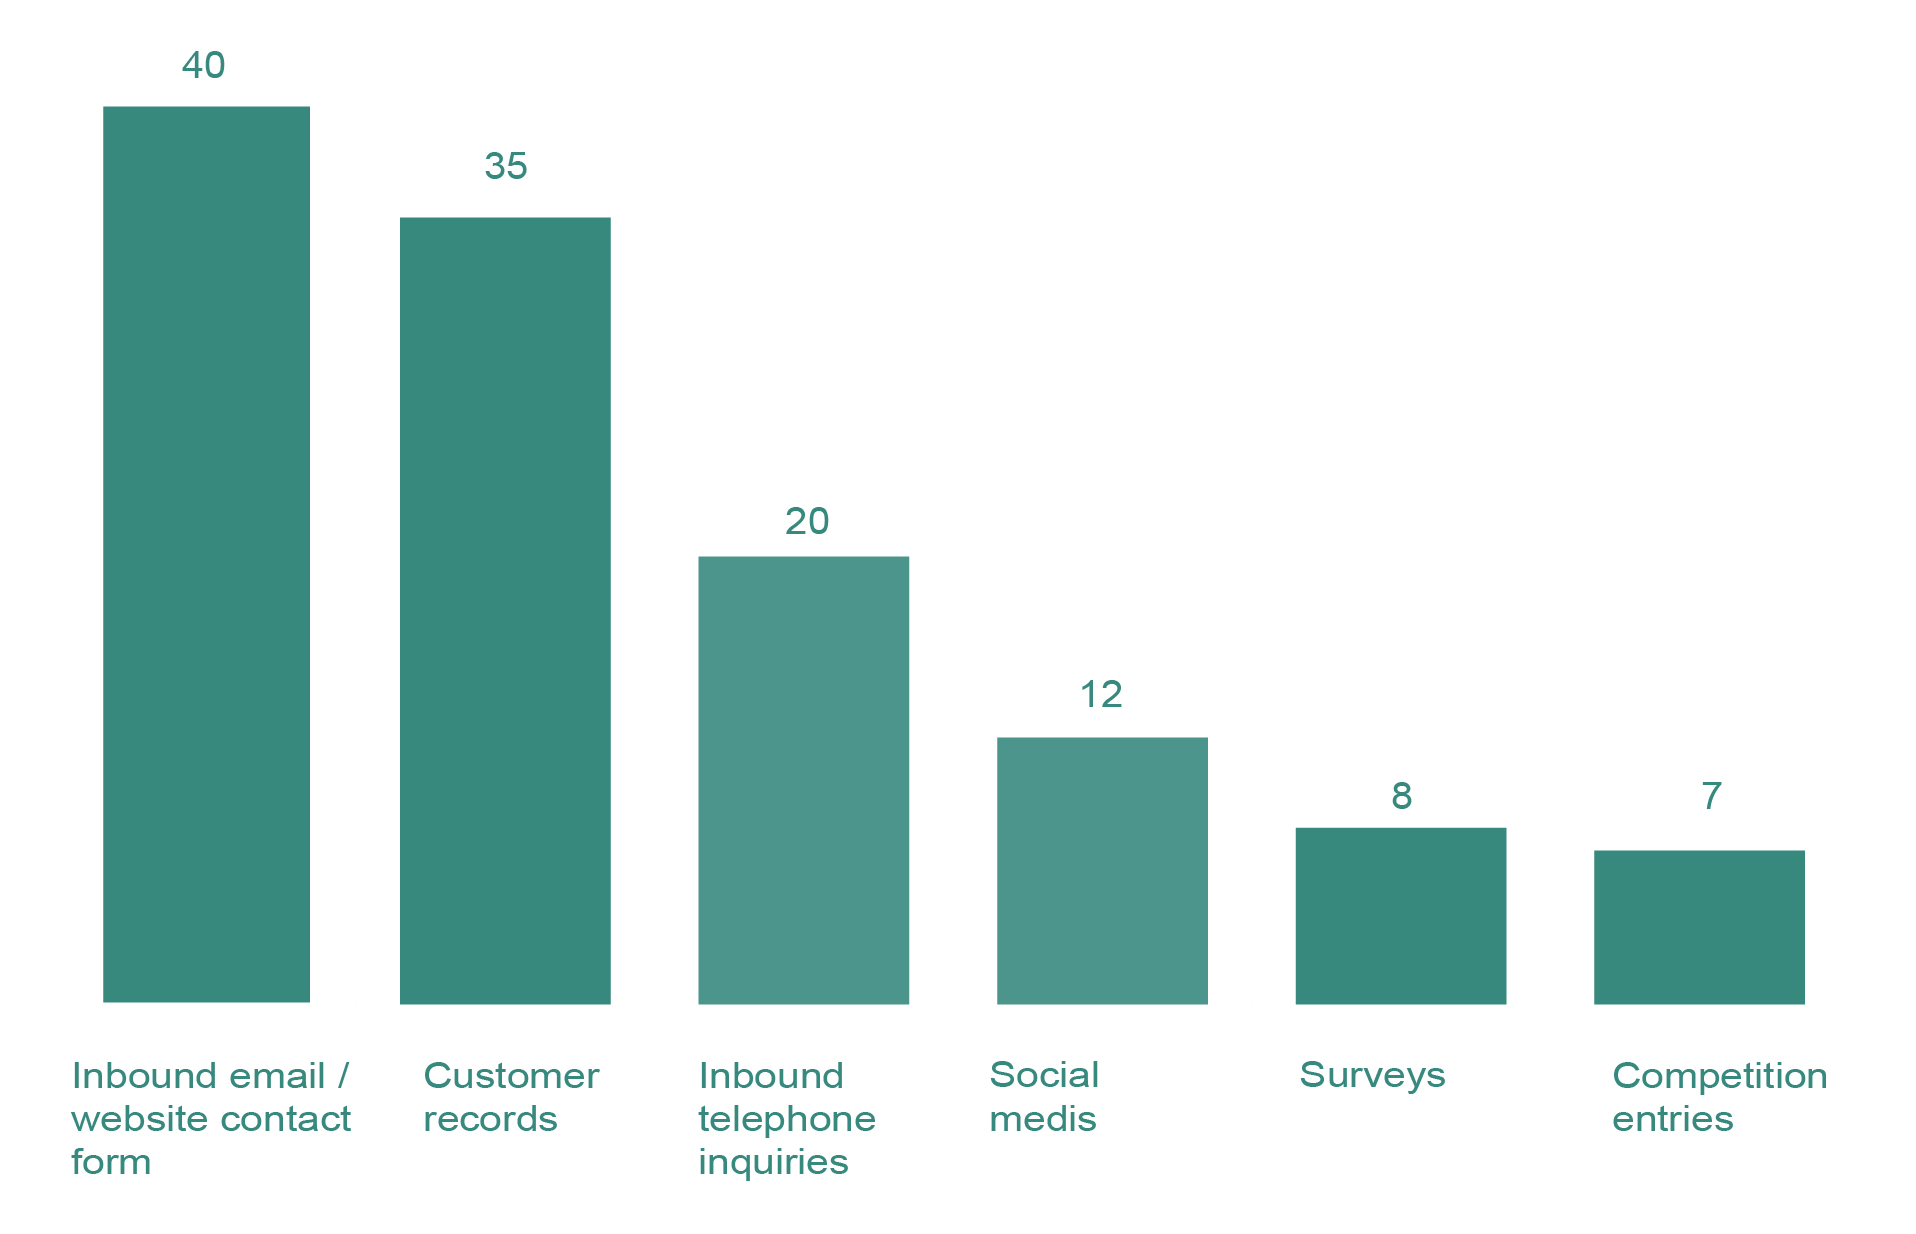 40
35
20
12
8
7
Inbound email /
website contact
form
Customer
records
Inbound
telephone
inquiries
Social
medis
Surveys
Competition
entries